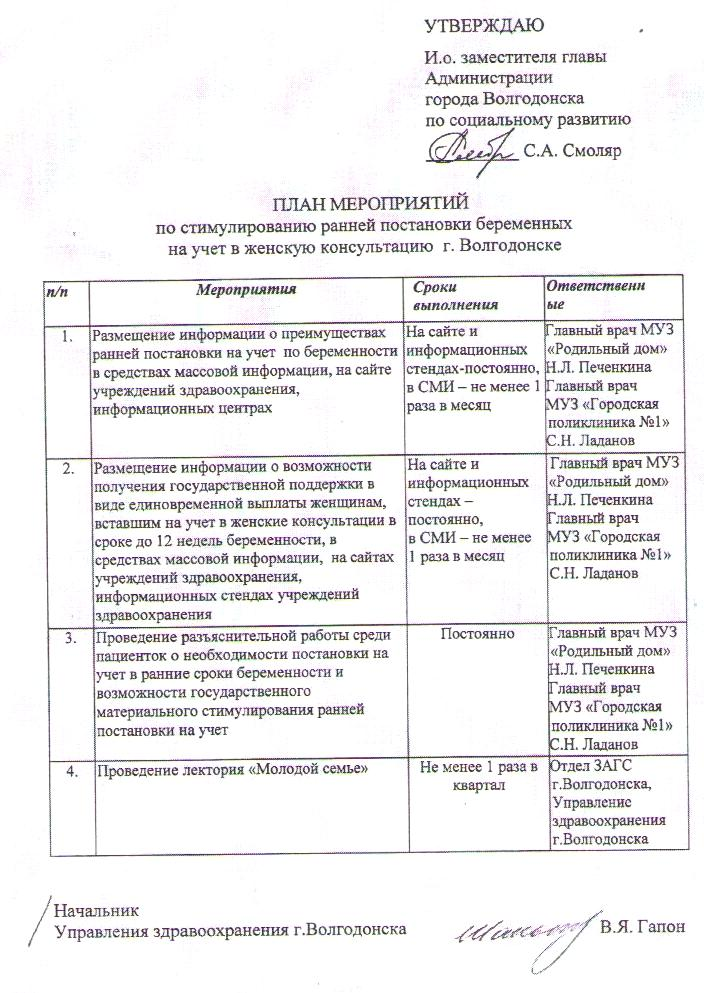 УТВЕРЖДАЮ
И.о. заместителя главы
Администрации
города Волгодонска
по социальному развитию
С.А. Смоляр
ПЛАН МЕРОПРИЯТИЙ
по стимулированию ранней постановки беременных
на учет в женскую консультацию г. Волгодонске
п/п
Мероприятия
Сроки
выполнения
Ответственн
ые
1.
Размещение информации о преимуществах
ранней постановки на учет по беременности
в средствах массовой информации, на сайте
учреждений здравоохранения,
информационных центрах
На сайте и
информационных
стендах-постоянно,
в СМИ – не менее 1
раза в месяц
Главный врач МУЗ
«Родильный дом»
Н.Л. Печенкина
Главный врач
МУЗ «Городская
поликлиника №1»
С.Н. Ладанов
2.
Размещение информации о возможности
получения государственной поддержки в
виде единовременной выплаты женщинам,
вставшим на учет в женские консультации в
сроке до 12 недель беременности, в
средствах массовой информации, на сайтах
учреждений здравоохранения,
информационных стендах учреждений
здравоохранения
На сайте и
информационных
стендах –
постоянно,
в СМИ – не менее
1 раза в месяц
Главный врач МУЗ
«Родильный дом»
Н.Л. Печенкина
Главный врач
МУЗ «Городская
поликлиника №1»
С.Н. Ладанов
3.
Проведение разъяснительной работы среди
пациенток о необходимости постановки на
учет в ранние сроки беременности и
возможности государственного
материального стимулирования ранней
постановки на учет
Постоянно
Главный врач МУЗ
«Родильный дом»
Н.Л. Печенкина
Главный врач
МУЗ «Городская
поликлиника №1»
С.Н. Ладанов
4.
Проведение лектория «Молодой семье»
Не менее 1 раза в
квартал
Отдел ЗАГС
г.Волгодонска,
Управление
здравоохранения
г.Волгодонска
Начальник
Управления здравоохранения г.Волгодонска
В.Я. Гапон